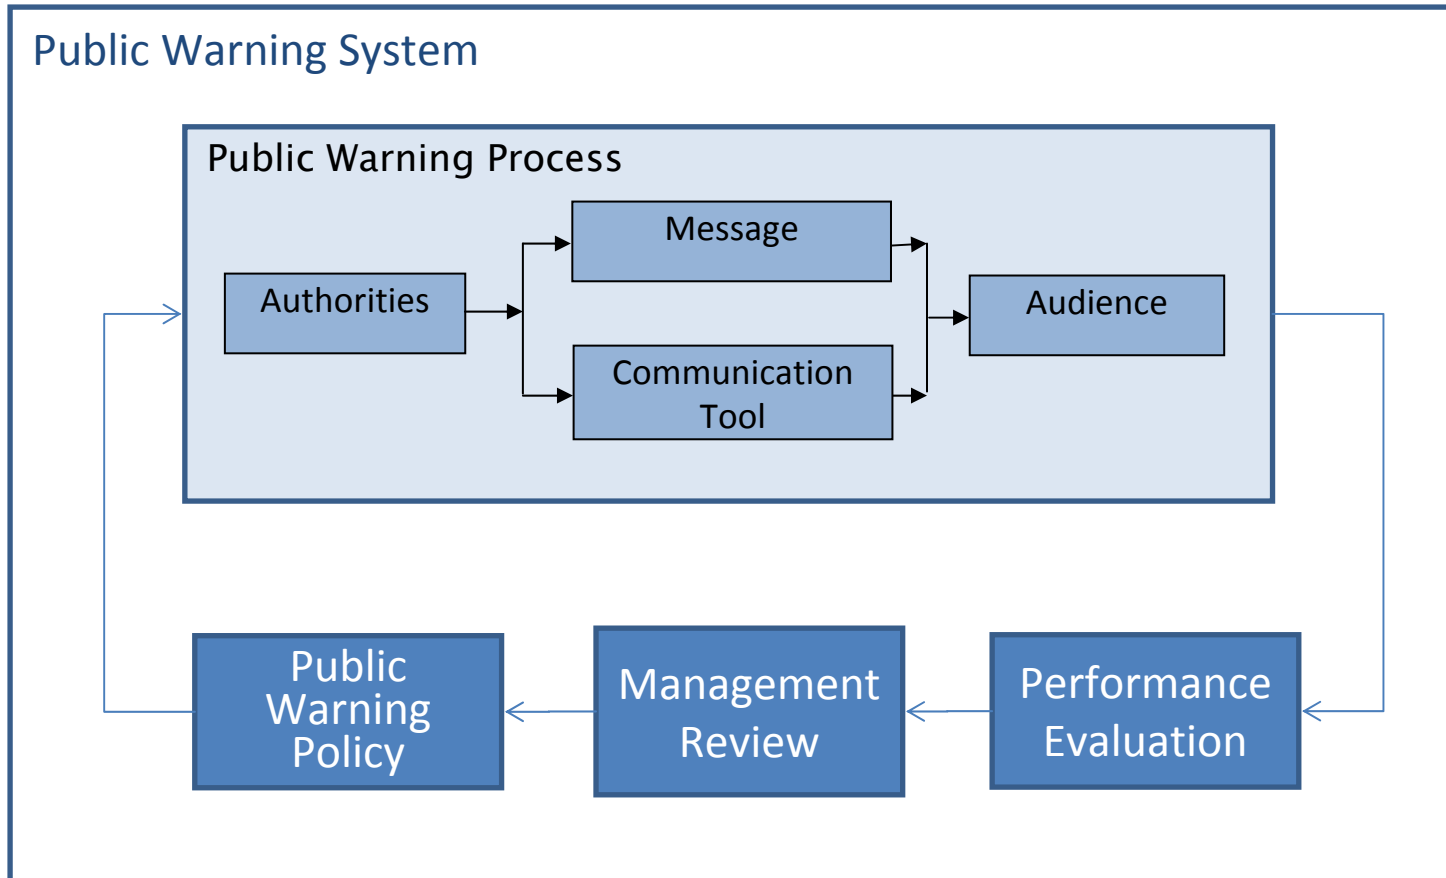 Public Warning System
Public Warning Process
Message
Authorities
Audience
Communication
Tool
Public
Warning
Policy
Management
Review
Performance
Evaluation